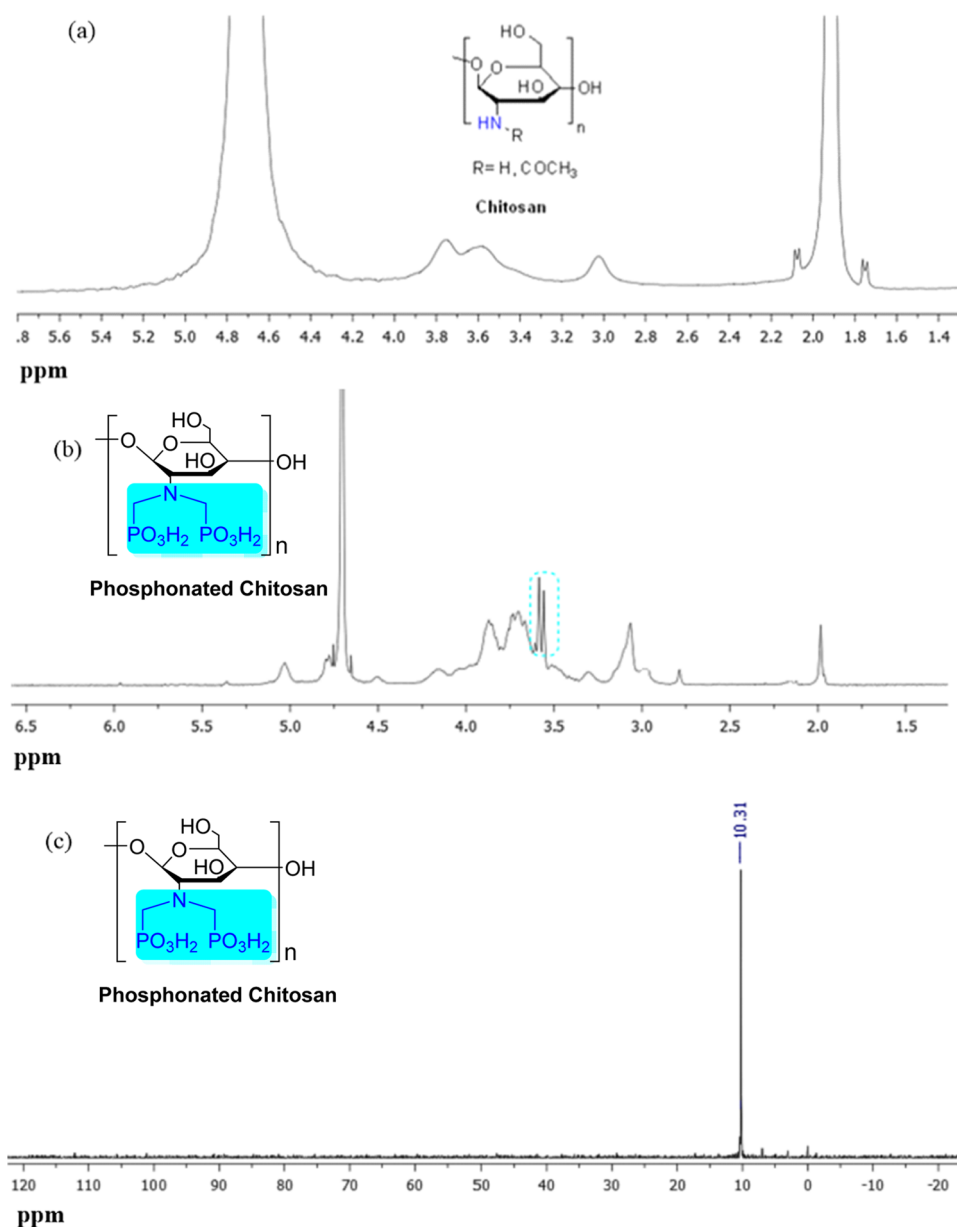 (a)
HO
O
O
HO
OH
HN
R
n
R= H, COCH₃
Chitosan
.8 5.6 5.4 5.2 5.0 4.8 4.6 4.4 4.2 4.0 3.8 3.6 3.4 3.2 3.0 2.8 2.6 2.4 2.2 2.0 1.8 1.6 1.4
ppm
(b)
HO
O
O
HO
OH
N
PO₃H₂ PO₃H₂
n
Phosphonated Chitosan
6.5 6.0 5.5 5.0 4.5 4.0 3.5 3.0 2.5 2.0 1.5
ppm
(c)
HO
O
O
HO
OH
N
PO₃H₂ PO₃H₂
n
Phosphonated Chitosan
10.31
120 110 100 90 80 70 60 50 40 30 20 10 0 -10 -20
ppm